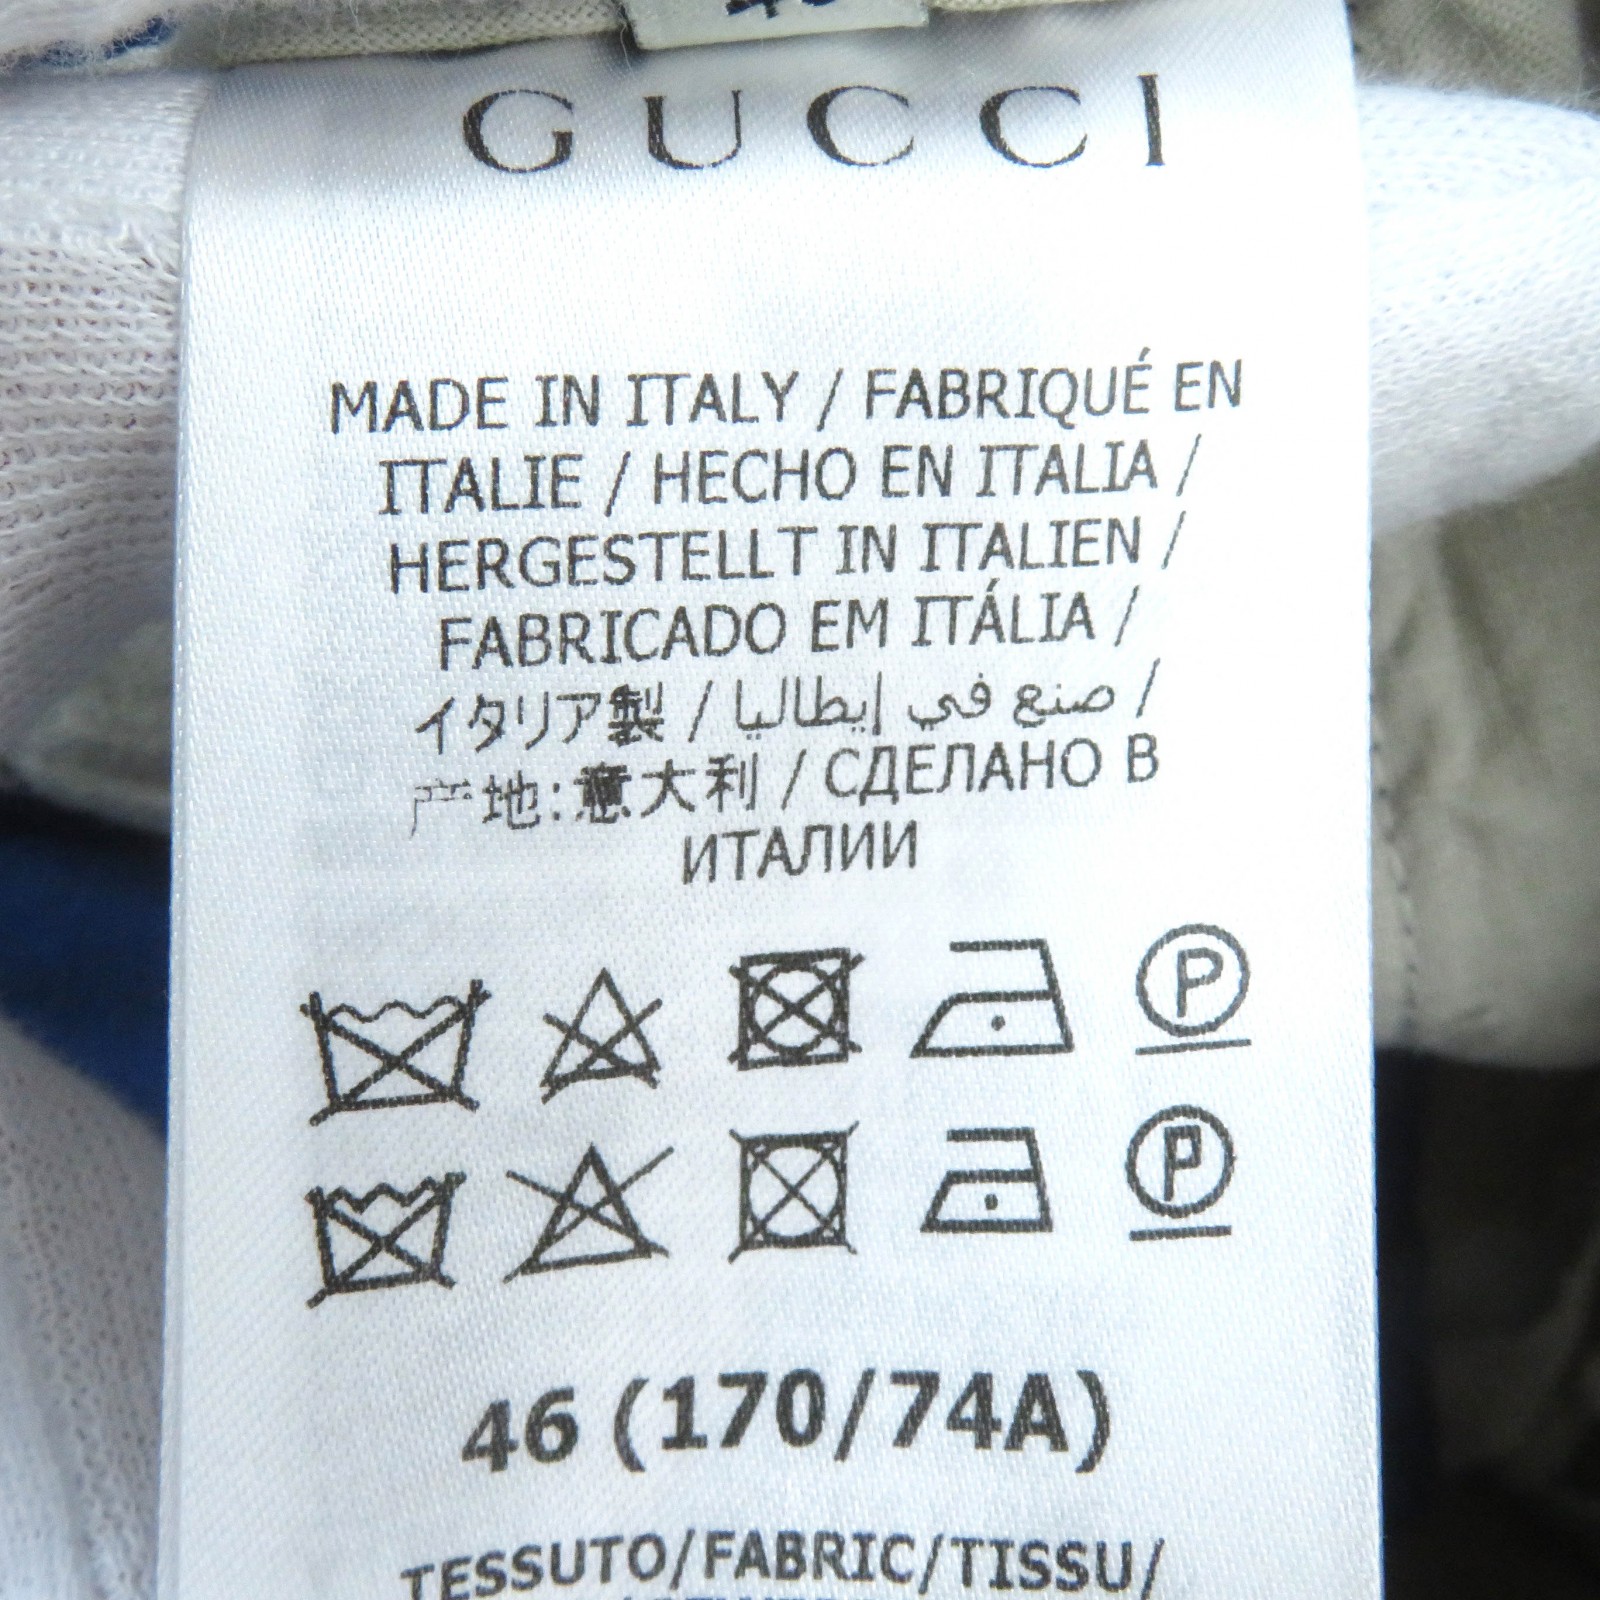 GUCCI
MADE IN ITALY / FABRIQUÉ EN
ITALIE / HECHO EN ITALIA /
HERGESTELLT IN ITALIEN /
FABRICADO EM ITÁLIA /
イタリア製 / صنع في إيطاليا /
产地:意大利 / СДЕЛАНО В
ИТАЛИИ
P
P
46 (170/74A)
TESSUTO/FABRIC/TISSU/